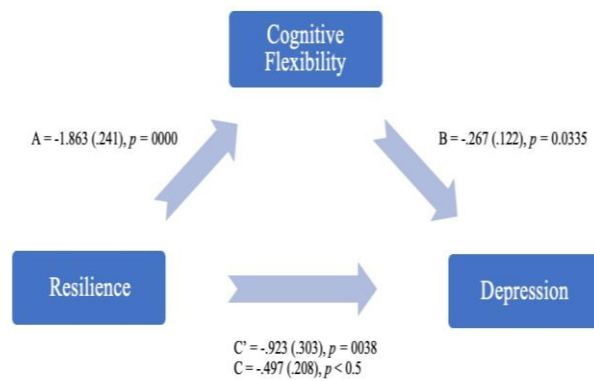 Cognitive
Flexibility
A = -1.863 (.241), p = 0000
B = -.267 (.122), p = 0.0335
Resilience
Depression
C’ = -.923 (.303), p = 0038
C = -.497 (.208), p < 0.5